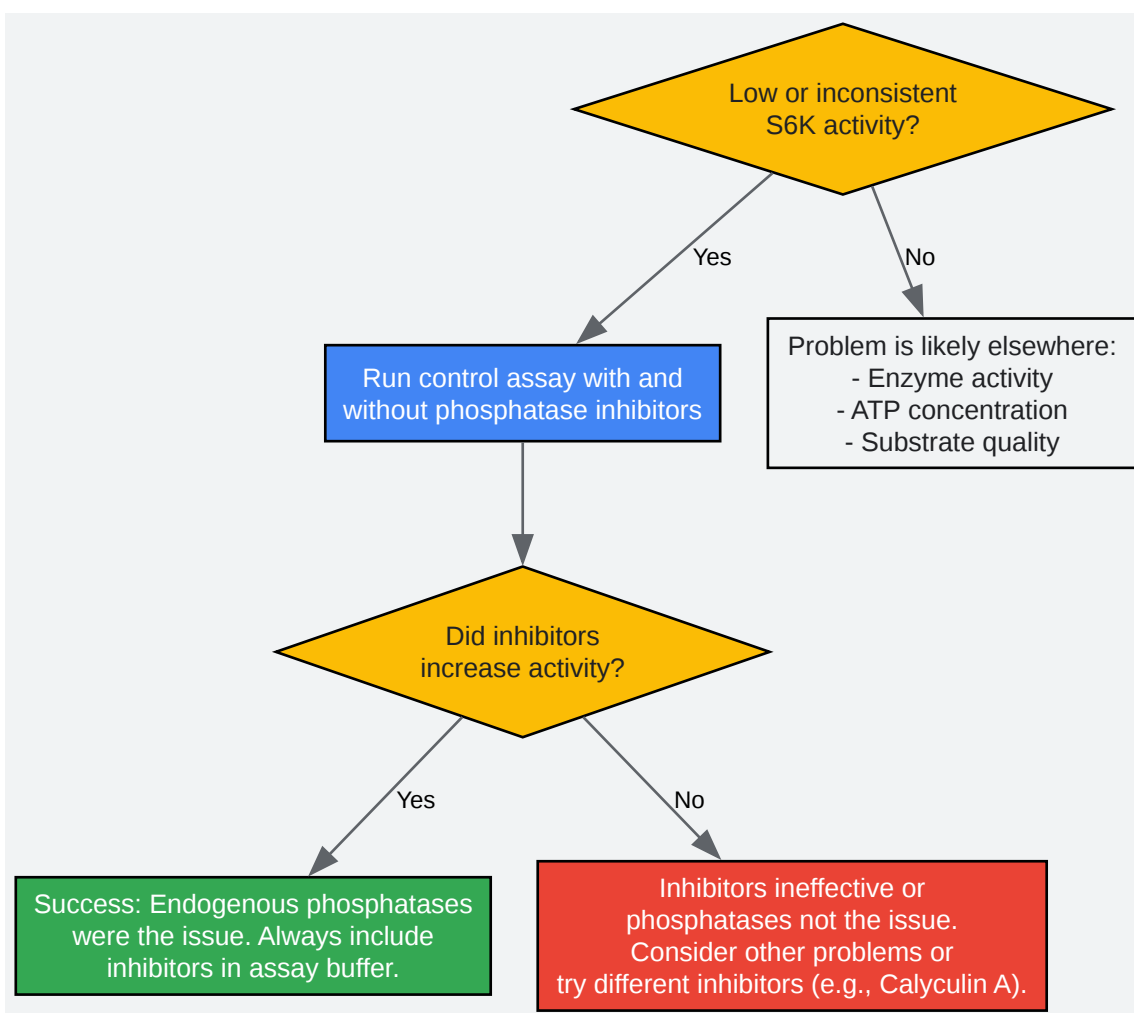 Low or inconsistent
S6K activity?
Yes
No
Run control assay with and
without phosphatase inhibitors
Problem is likely elsewhere:
- Enzyme activity
- ATP concentration
- Substrate quality
Did inhibitors
increase activity?
Yes
No
Success: Endogenous phosphatases
were the issue. Always include
inhibitors in assay buffer.
Inhibitors ineffective or
phosphatases not the issue.
Consider other problems or
try different inhibitors (e.g., Calyculin A).